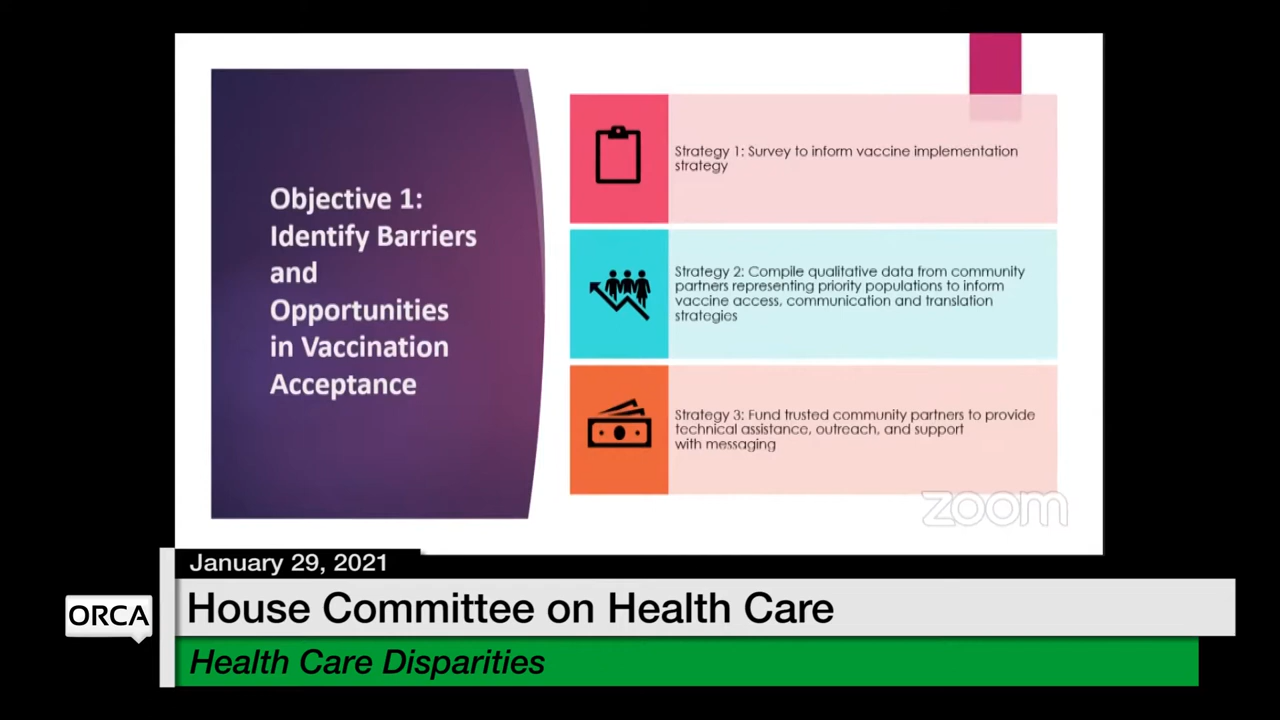 Objective 1:
Identify Barriers
and
Opportunities
in Vaccination
Acceptance
Strategy 1: Survey to inform vaccine implementation
strategy
Strategy 2: Compile qualitative data from community
partners representing priority populations to inform
vaccine access, communication and translation
strategies
Strategy 3: Fund trusted community partners to provide
technical assistance, outreach, and support
with messaging
zoom
January 29, 2021
ORCA
House Committee on Health Care
Health Care Disparities